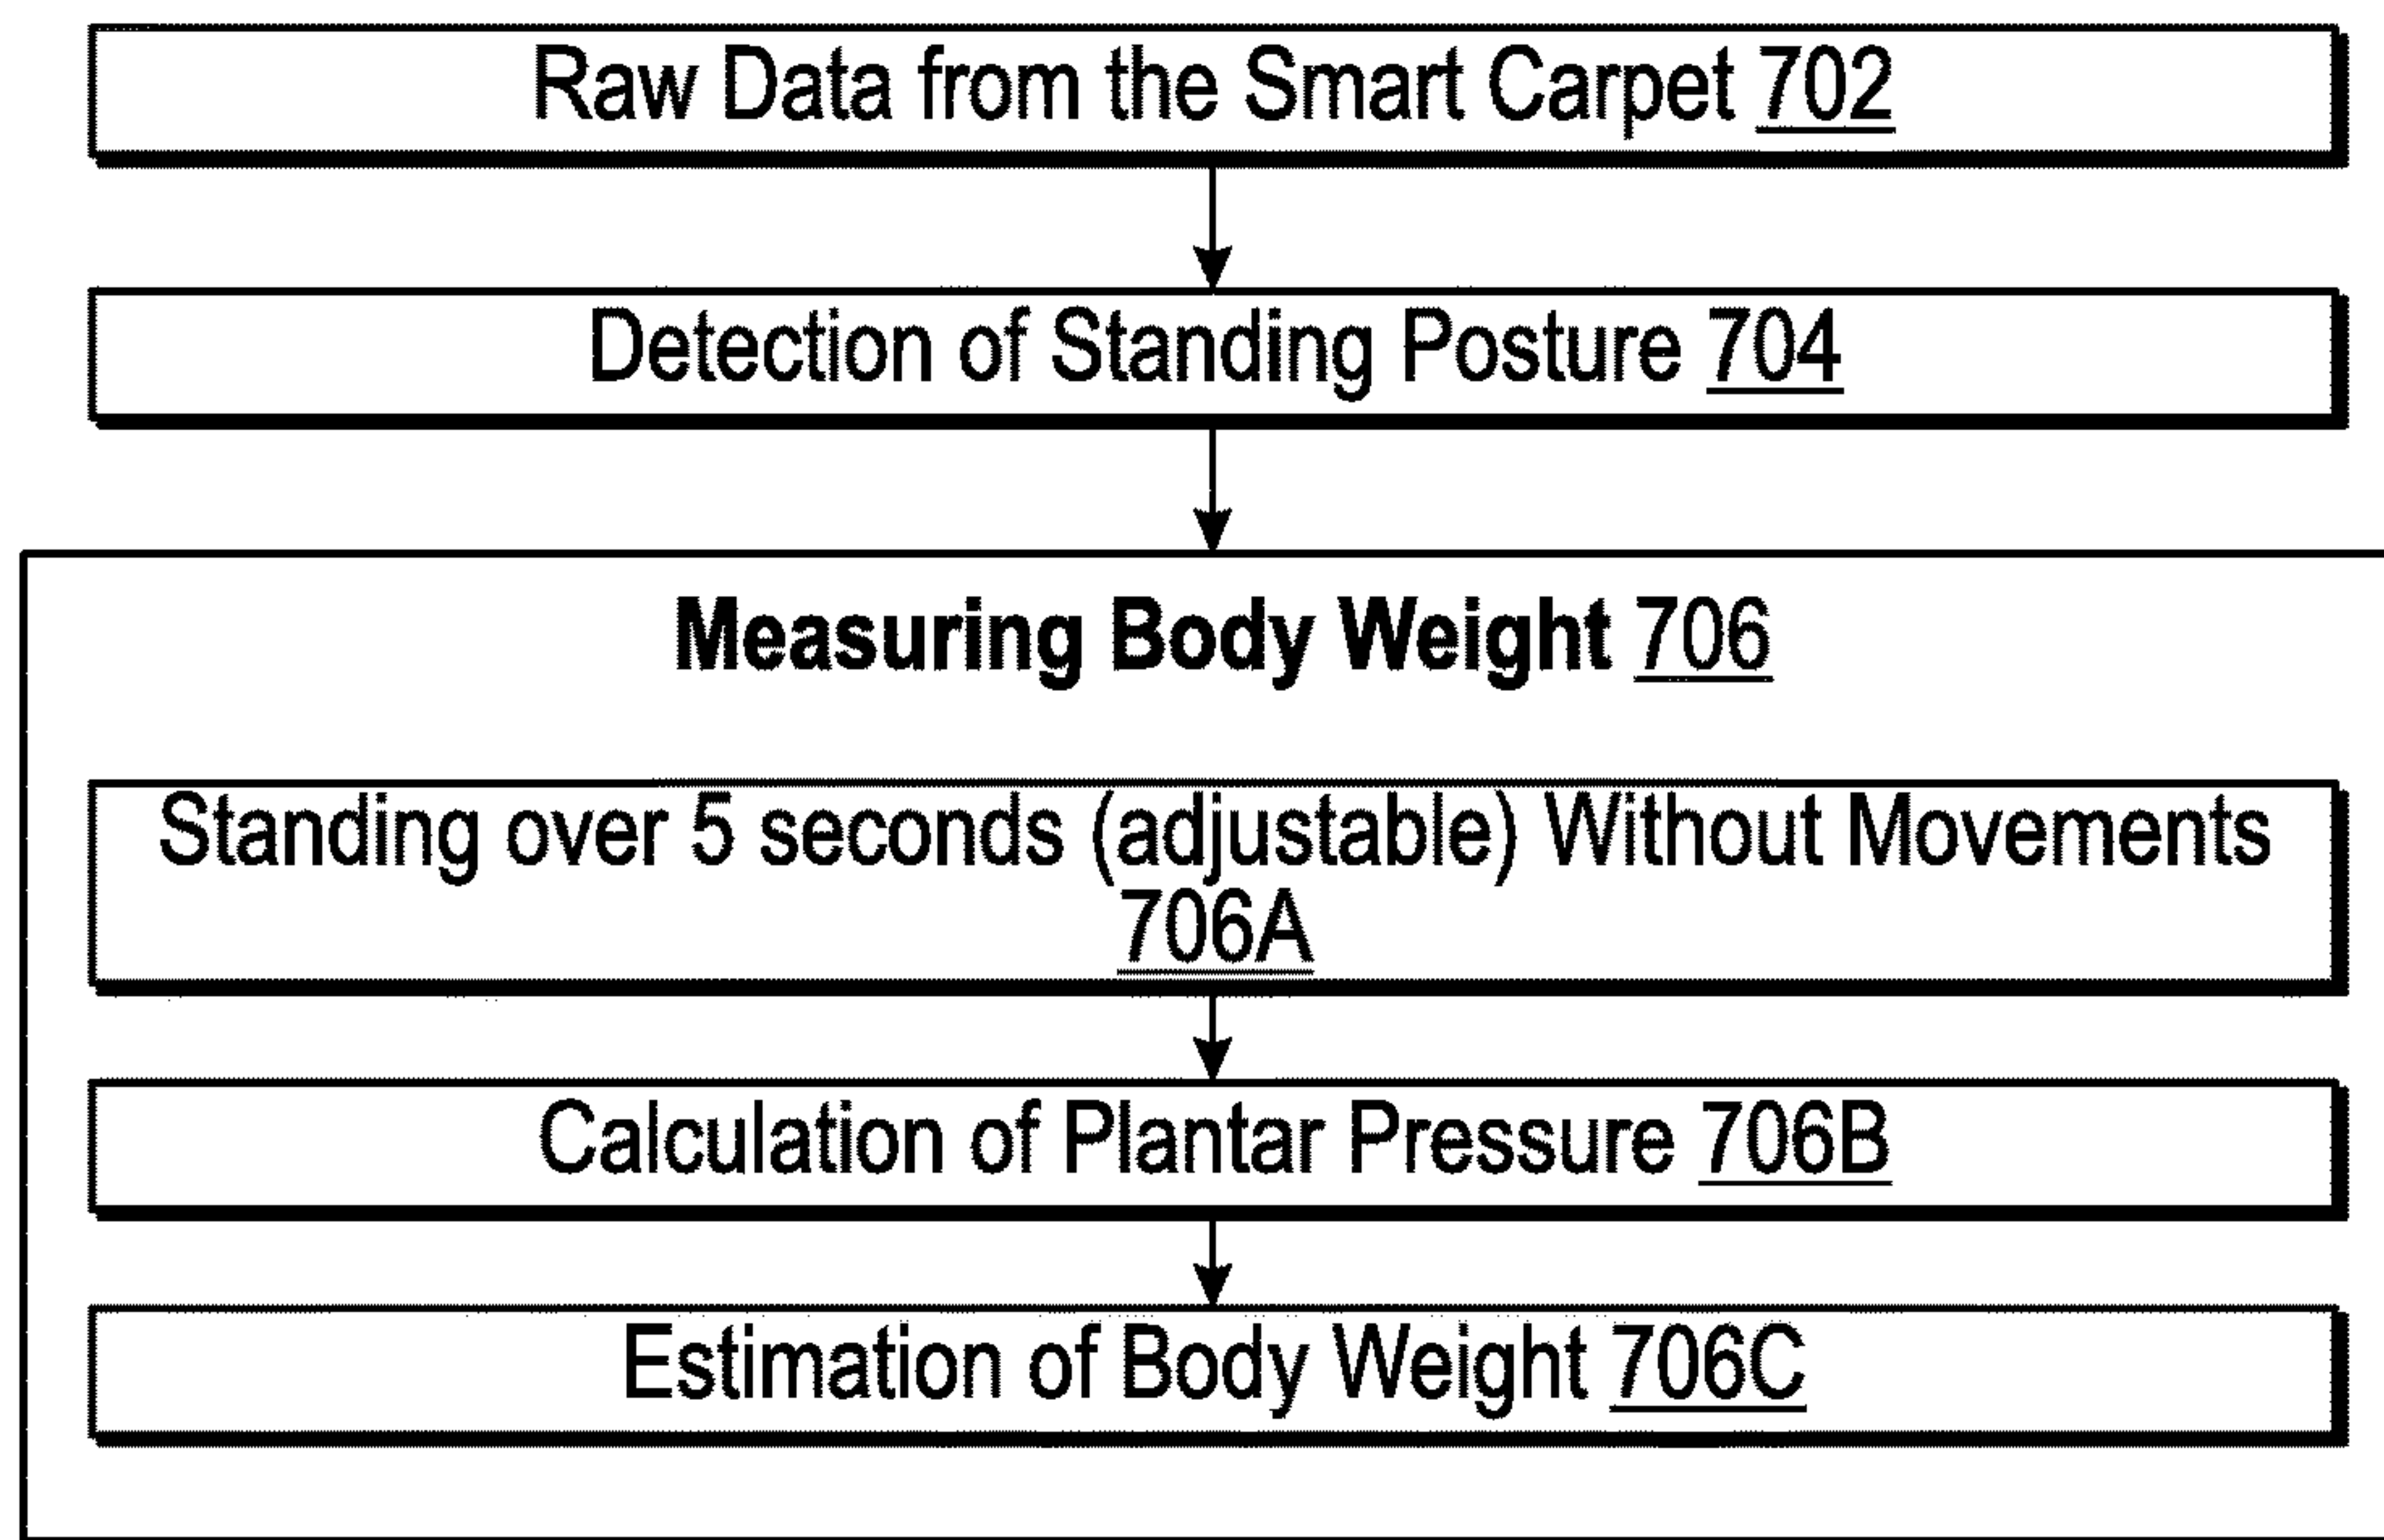 Raw Data from the Smart Carpet 702
Detection of Standing Posture 704
Measuring Body Weight 706
Standing over 5 seconds (adjustable) Without Movements
706A
Calculation of Plantar Pressure 706B
Estimation of Body Weight 706C